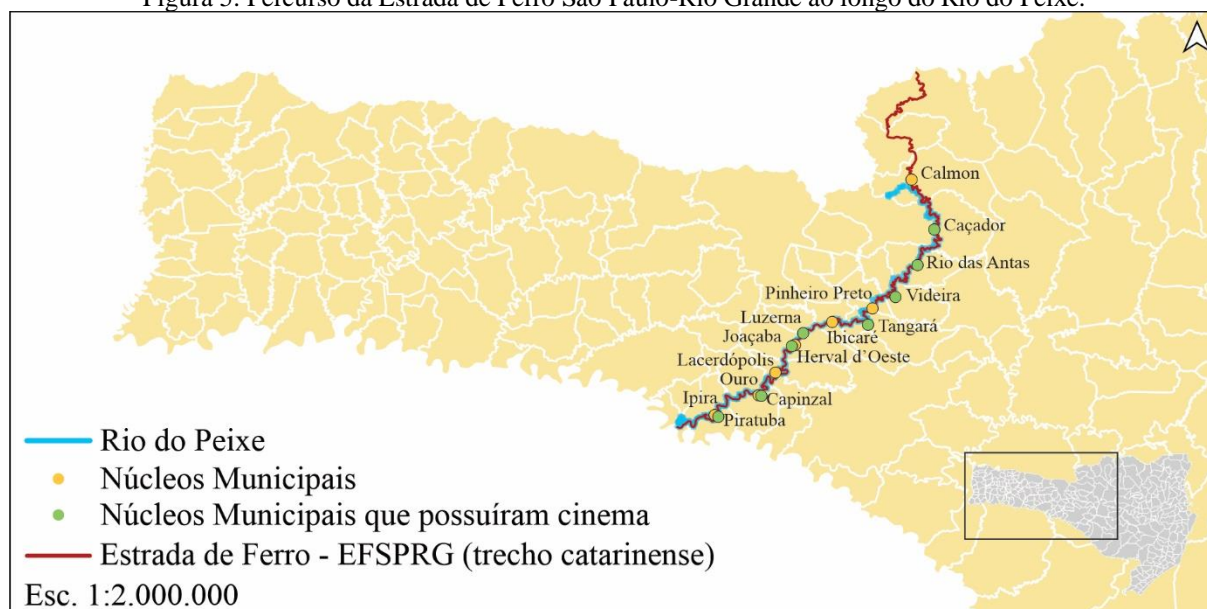 Figura 5: Percurso da Estrada de Ferro São Paulo-Rio Grande ao longo do Rio do Peixe.
Calmon
Caçador
Rio das Antas
Pinheiro Preto
Videira
Luzerna
Tangará
Ibicaré
Joaçaba
Herval d’Oeste
Lacerdópolis
Ouro
Capinzal
Ipira
Piratuba
Rio do Peixe
Núcleos Municipais
Núcleos Municipais que possuíram cinema
Estrada de Ferro - EFSPRG (trecho catarinense)
Esc. 1:2.000.000